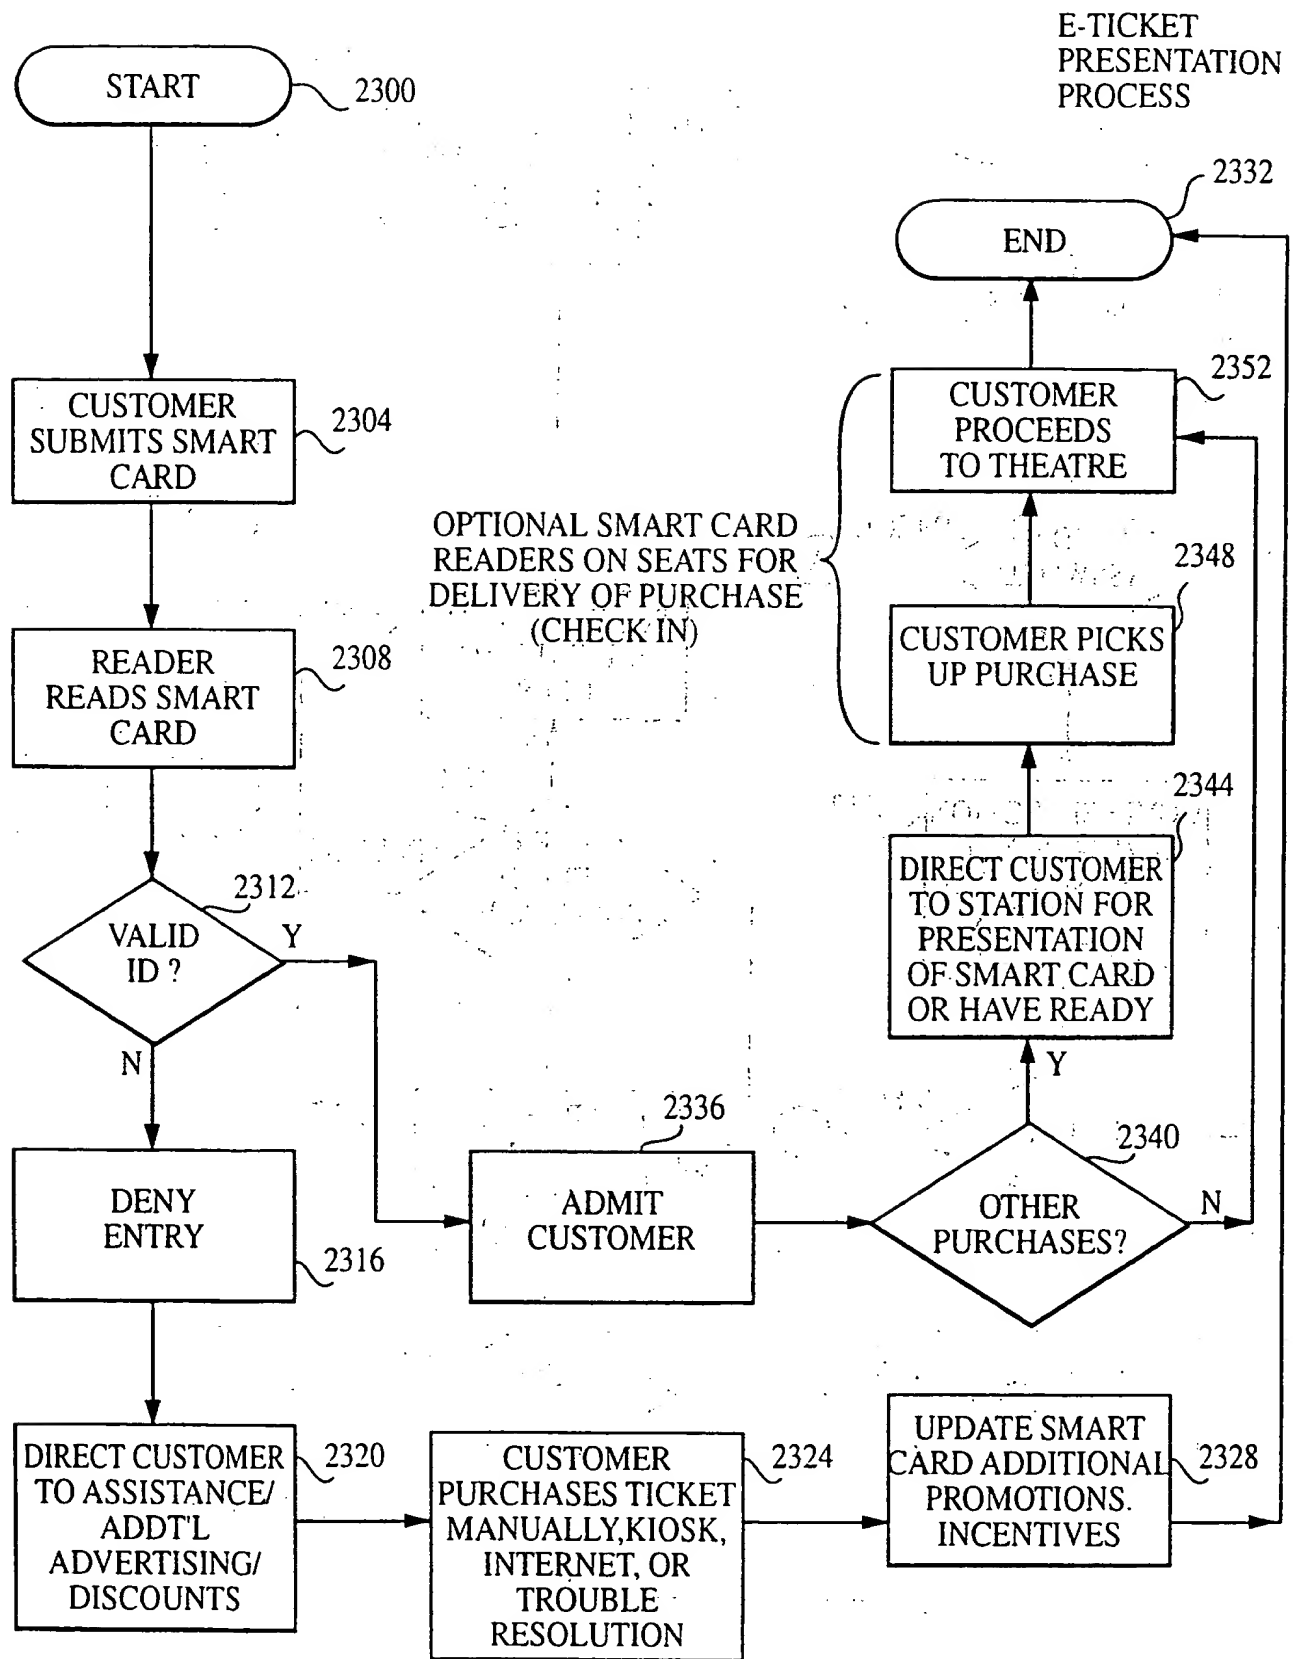 E-TICKET
PRESENTATION
PROCESS
START
2300
2332
END
CUSTOMER
SUBMITS SMART
CARD
2304
2352
CUSTOMER
PROCEEDS
TO THEATRE
OPTIONAL SMART CARD
READERS ON SEATS FOR
DELIVERY OF PURCHASE
(CHECK IN)
2348
CUSTOMER PICKS
UP PURCHASE
READER
READS SMART
CARD
2308
2344
DIRECT CUSTOMER
TO STATION FOR
PRESENTATION
OF SMART CARD
OR HAVE READY
2312
VALID
ID ?
Y
N
Y
DENY
ENTRY
2316
2336
ADMIT
CUSTOMER
2340
OTHER
PURCHASES?
N
DIRECT CUSTOMER
TO ASSISTANCE/
ADDT'L
ADVERTISING/
DISCOUNTS
2320
CUSTOMER
PURCHASES TICKET
MANUALLY,KIOSK,
INTERNET, OR
TROUBLE
RESOLUTION
2324
UPDATE SMART
CARD ADDITIONAL
PROMOTIONS.
INCENTIVES
2328